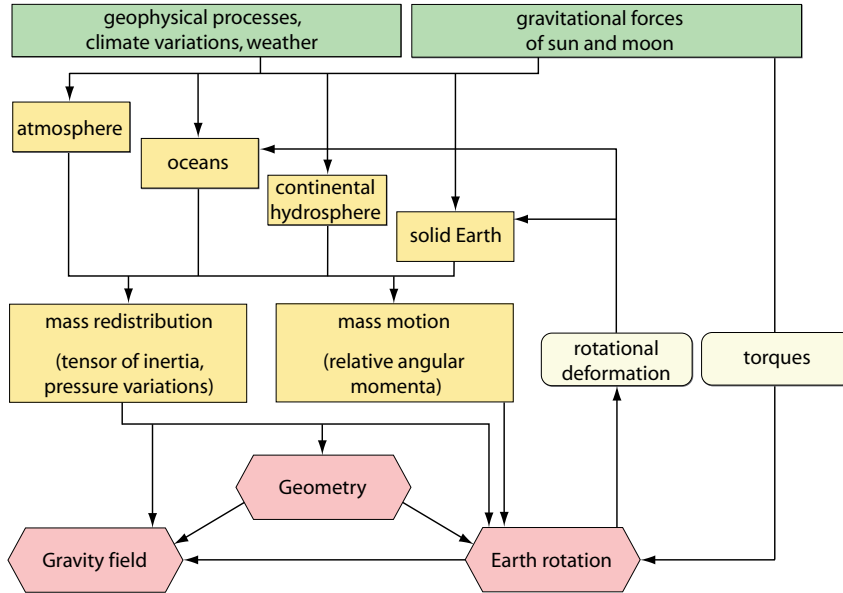 geophysical processes,
climate variations, weather
gravitational forces
of sun and moon
atmosphere
oceans
continental
hydrosphere
solid Earth
mass redistribution
(tensor of inertia,
pressure variations)
mass motion
(relative angular
momenta)
rotational
deformation
torques
Geometry
Gravity field
Earth rotation